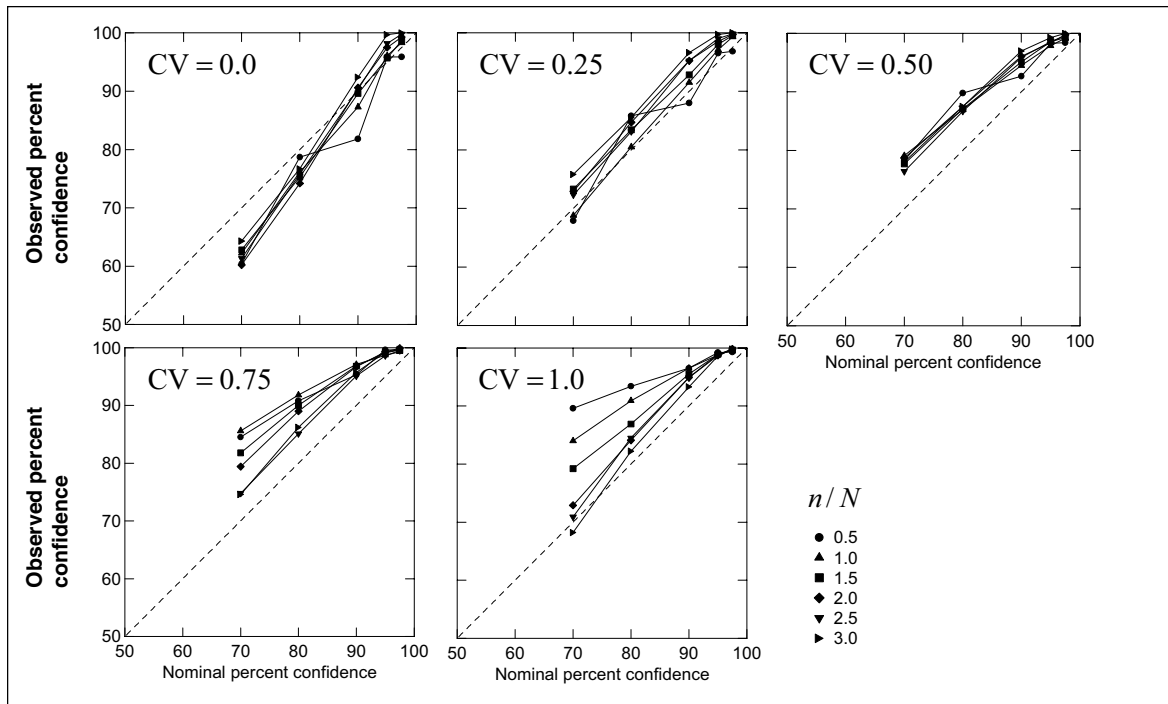 100
90
80
70
60
50
Observed percent
confidence
CV = 0.0
CV = 0.25
CV = 0.50
50 60 70 80 90 100
Nominal percent confidence
100
90
80
70
60
50
Observed percent
confidence
CV = 0.75
CV = 1.0
50 60 70 80 90 100
Nominal percent confidence
50 60 70 80 90 100
Nominal percent confidence
n/N
0.5
1.0
1.5
2.0
2.5
3.0